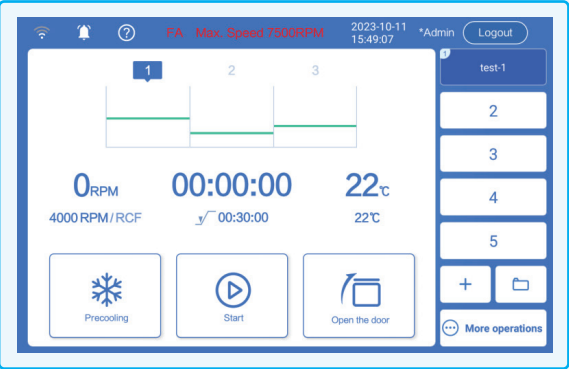 FA Max. Speed 7500RPM
2023-10-11
15:49:07
*Admin
Logout
1 2 3
0RPM 00:00:00 22℃
4000 RPM/RCF 00:30:00 22℃
Precooling
Start
Open the door
1
test-1
2
3
4
5
More operations